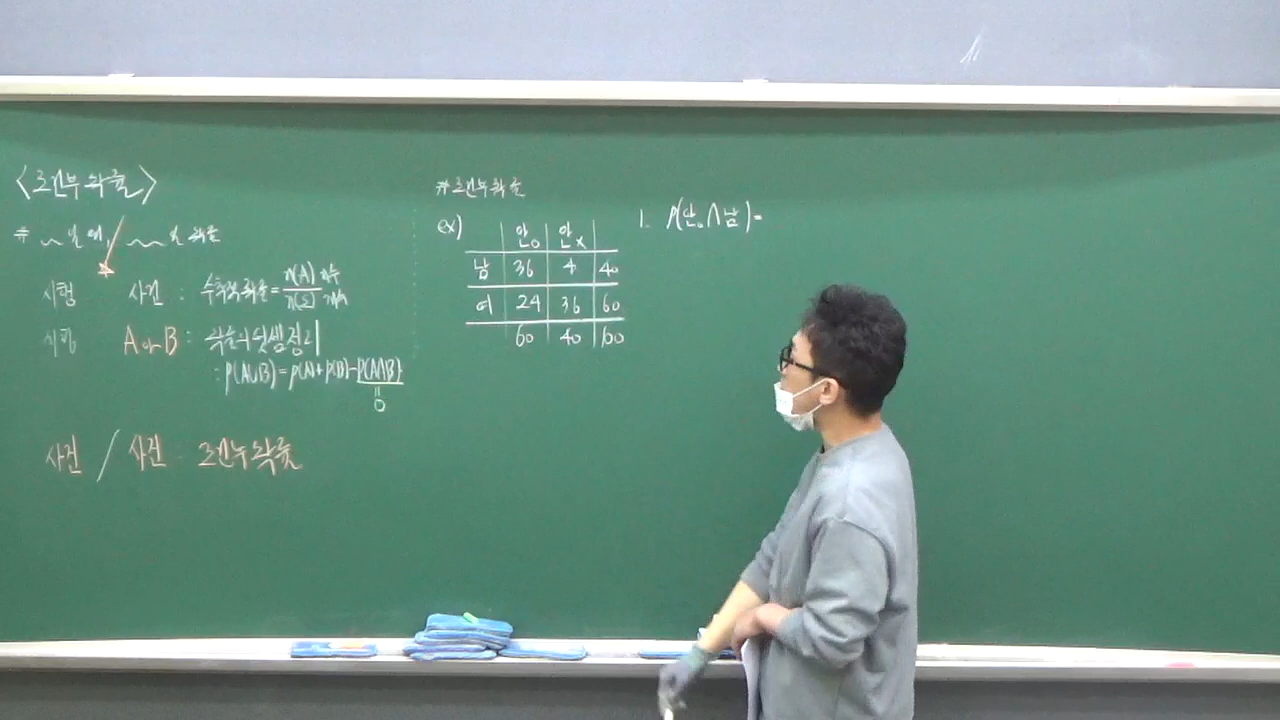 <조건부 확률>
# ~일 때, ~일 확률
시행 사건 : 수학적 확률 = n(A)/n(S)
시행 A or B : 확률의 덧셈정리
: P(A∪B) = P(A) + P(B) - P(A∩B)
=
0
사건 / 사건 : 조건부확률
# 조건부확률
ex)
안o 안x
남 36 4 40
여 24 36 60
60 40 100
1. P(안o∩남) =